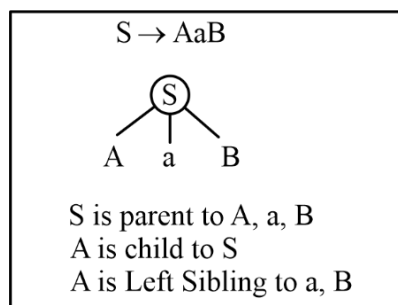 S → AaB
S
A a B
S is parent to A, a, B
A is child to S
A is Left Sibling to a, B